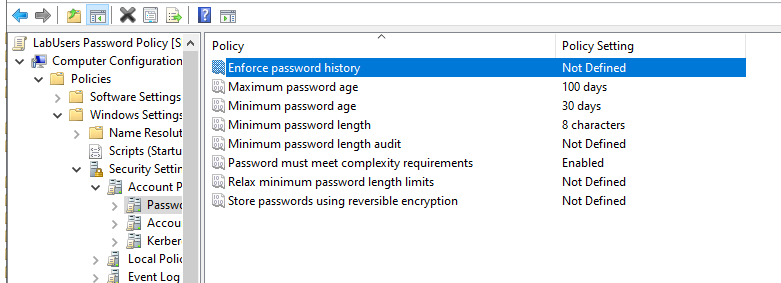 LabUsers Password Policy [S
Computer Configuration
Policies
Software Settings
Windows Settings
Name Resolut
Scripts (Startu
Security Settin
Account P
Passwo
Accou
Kerber
Local Polic
Event Log
Policy Policy Setting
Enforce password history Not Defined
Maximum password age 100 days
Minimum password age 30 days
Minimum password length 8 characters
Minimum password length audit Not Defined
Password must meet complexity requirements Enabled
Relax minimum password length limits Not Defined
Store passwords using reversible encryption Not Defined